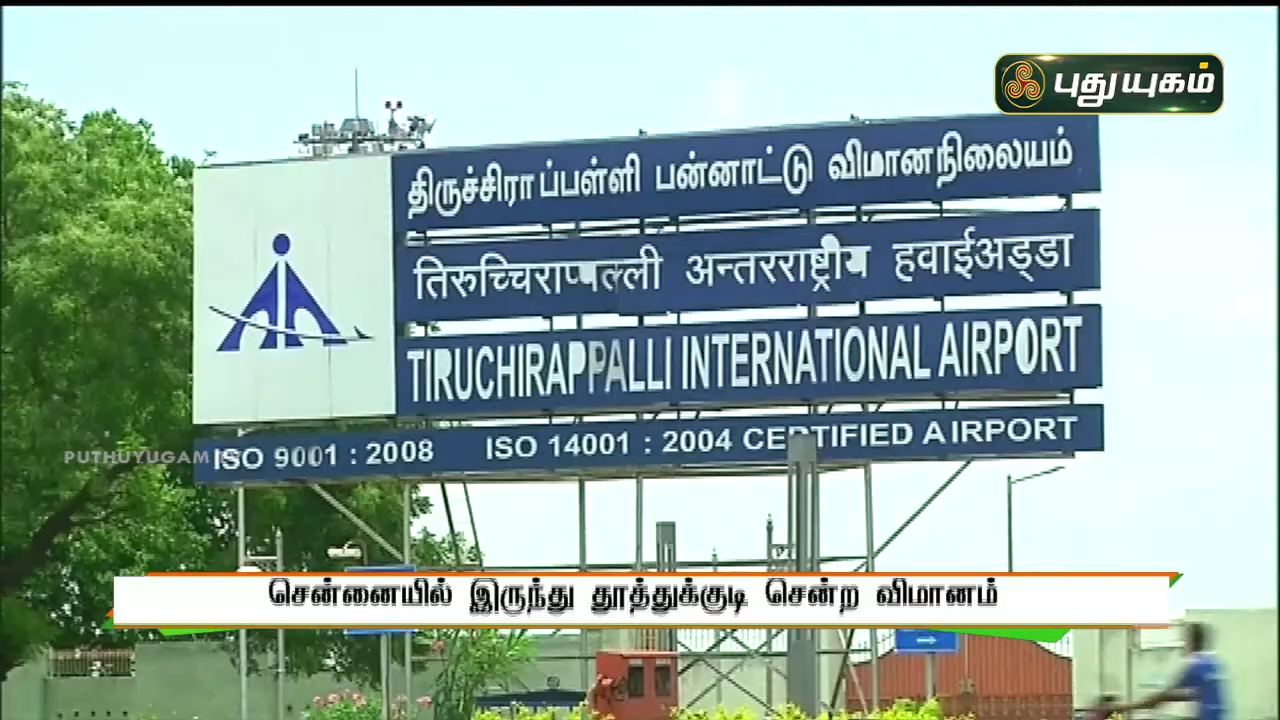 புதுயுகம்
திருச்சிராப்பள்ளி பன்னாட்டு விமானநிலையம்
तिरुच्चिराप्पल्ली अन्तरराष्ट्रीय हवाईअड्डा
TIRUCHIRAPPALLI INTERNATIONAL AIRPORT
ISO 9001 : 2008 ISO 14001 : 2004 CERTIFIED AIRPORT
PUTHUYUGAM TV
சென்னையில் இருந்து தூத்துக்குடி சென்ற விமானம்